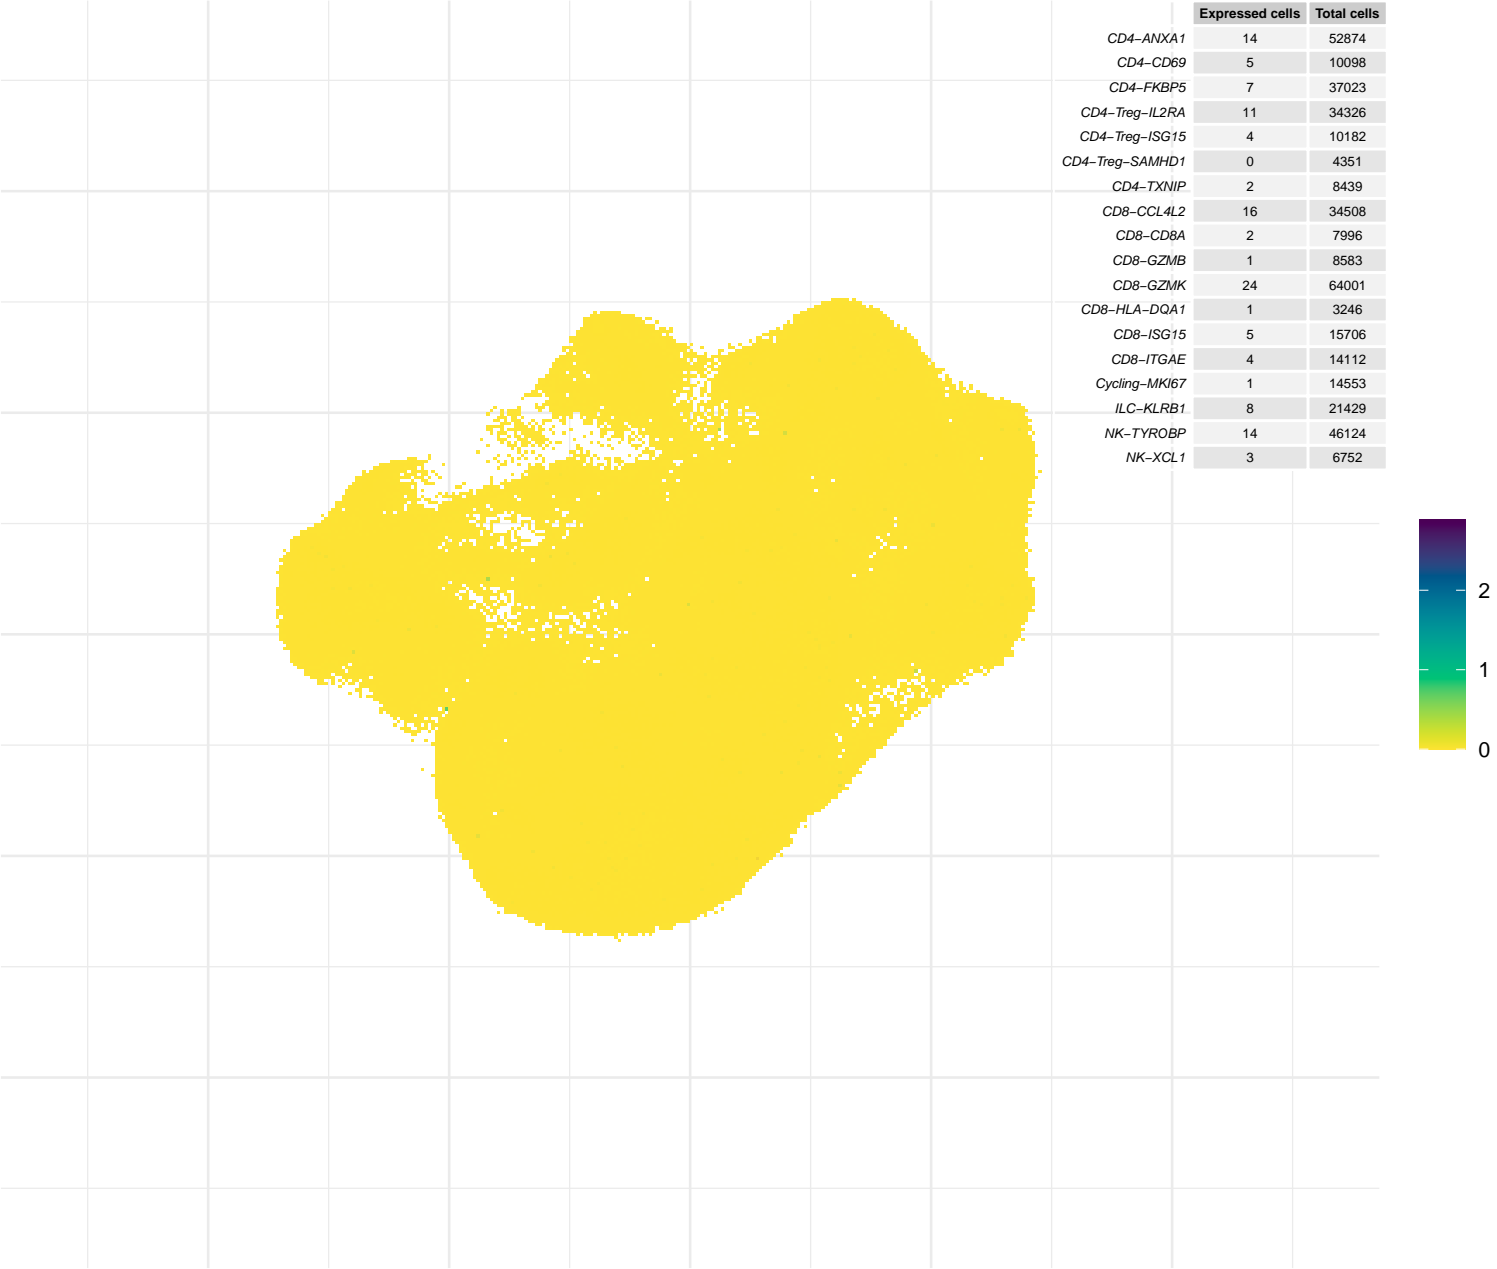 Expressed cells Total cells
CD4−ANXA1 14 52874
CD4−CD69 5 10098
CD4−FKBP5 7 37023
CD4−Treg−IL2RA 11 34326
CD4−Treg−ISG15 4 10182
CD4−Treg−SAMHD1 0 4351
CD4−TXNIP 2 8439
CD8−CCL4L2 16 34508
CD8−CD8A 2 7996
CD8−GZMB 1 8583
CD8−GZMK 24 64001
CD8−HLA−DQA1 1 3246
CD8−ISG15 5 15706
CD8−ITGAE 4 14112
Cycling−MKI67 1 14553
ILC−KLRB1 8 21429
NK−TYROBP 14 46124
NK−XCL1 3 6752
2
1
0